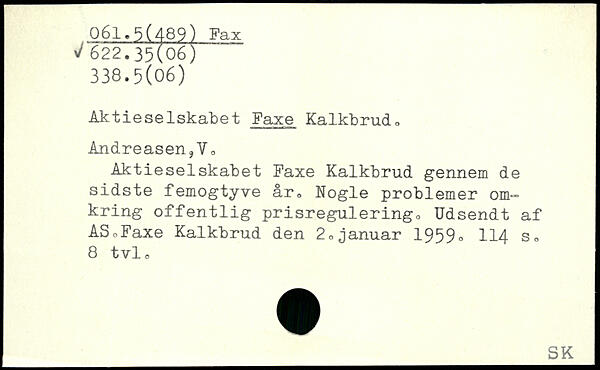 061.5(489) Fax
✓622.35(06)
338.5(06)
Aktieselskabet Faxe Kalkbrud.
Andreasen,V.
Aktieselskabet Faxe Kalkbrud gennem de
sidste femogtyve år. Nogle problemer om-
kring offentlig prisregulering. Udsendt af
AS.Faxe Kalkbrud den 2.januar 1959. 114 s.
8 tvl.
SK